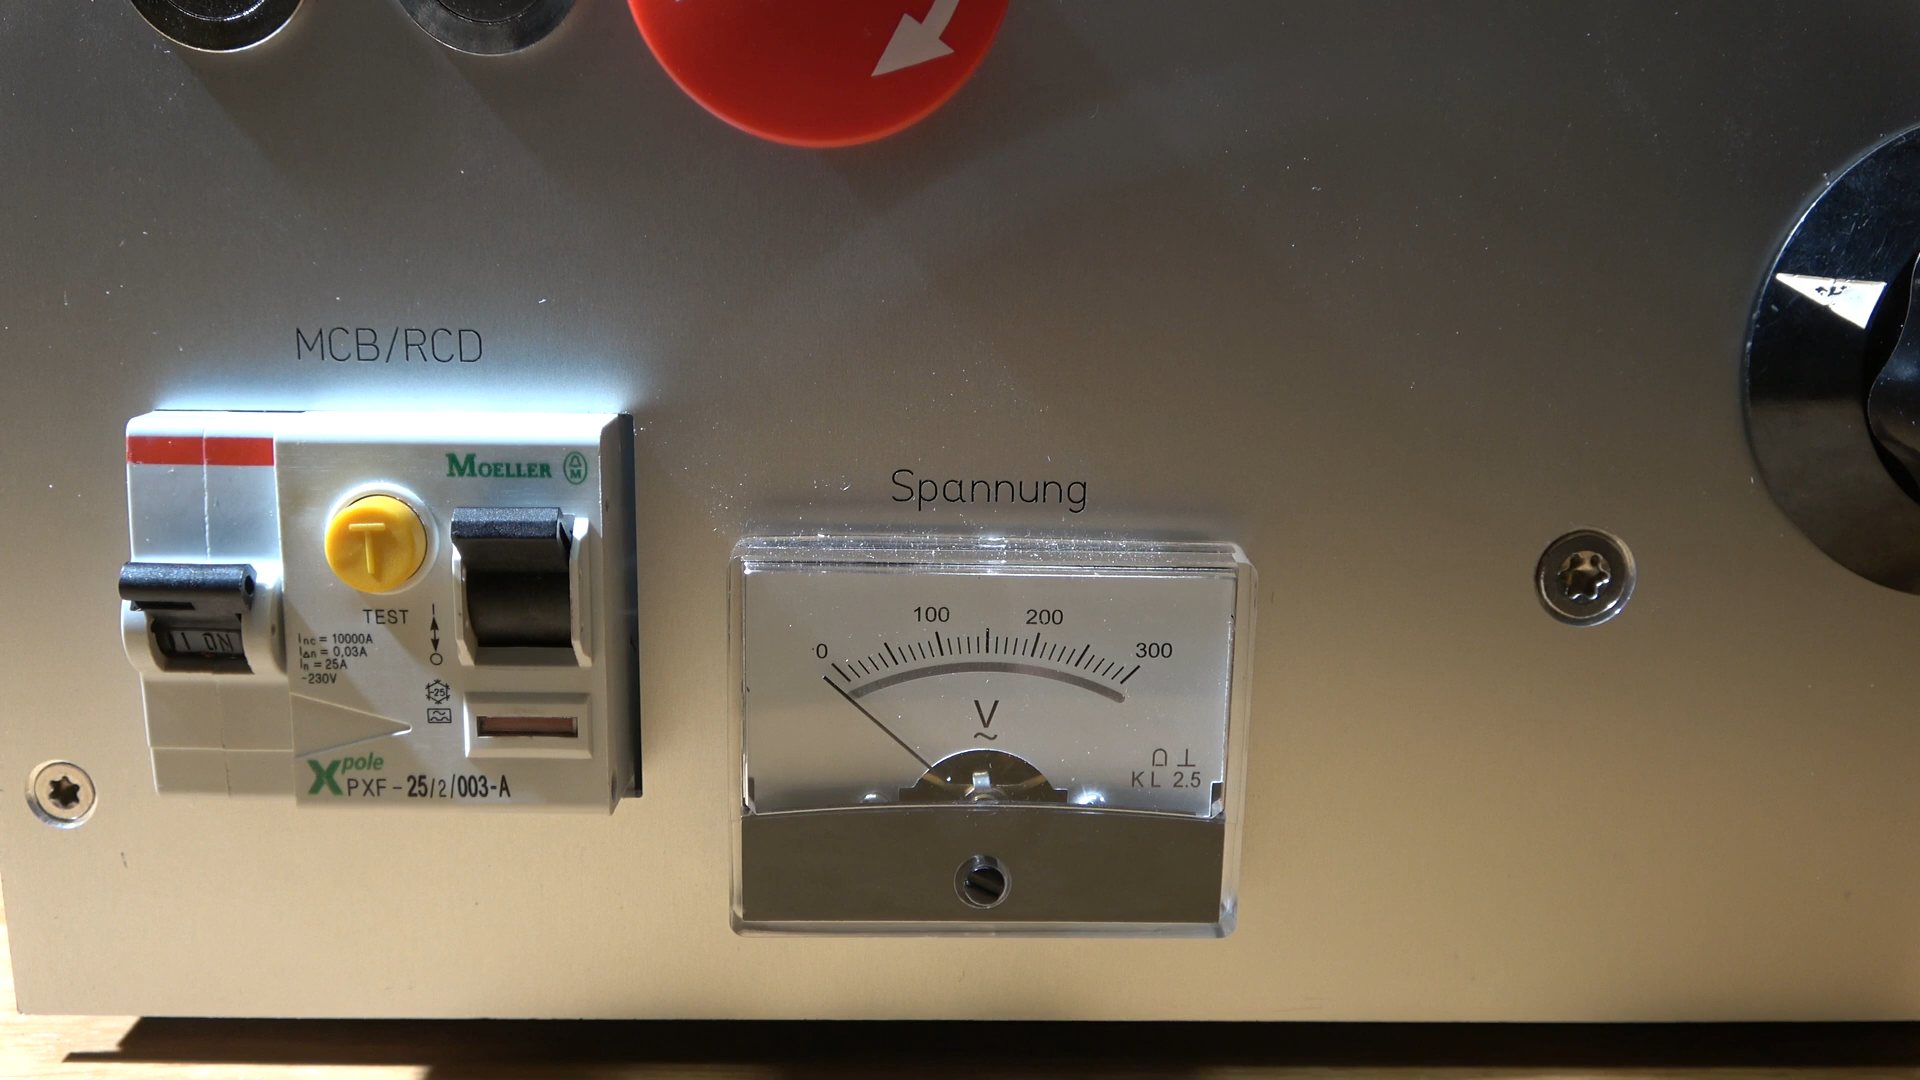 MCB/RCD
MOELLER
T
TEST
I
O
Inc = 10000A
IΔn = 0,03A
In = 25A
~230V
-25
I ON
Xpole
PXF-25/2/003-A
Spannung
0 100 200 300
V
~
KL 2.5